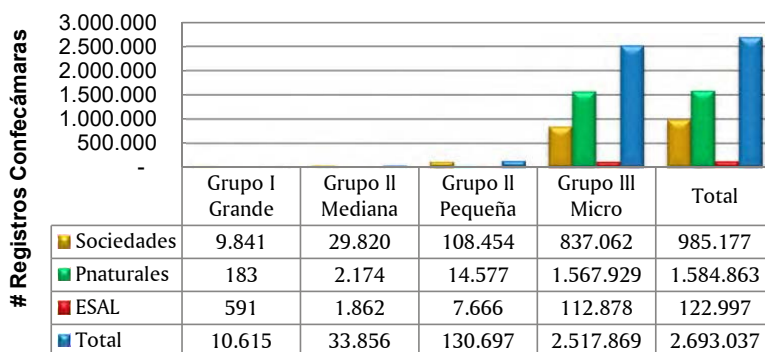 # Registros Confecámaras
3.000.000
2.500.000
2.000.000
1.500.000
1.000.000
500.000
-
Grupo I Grande Grupo II Mediana Grupo II Pequeña Grupo III Micro Total
Sociedades 9.841 29.820 108.454 837.062 985.177
Pnaturales 183 2.174 14.577 1.567.929 1.584.863
ESAL 591 1.862 7.666 112.878 122.997
Total 10.615 33.856 130.697 2.517.869 2.693.037